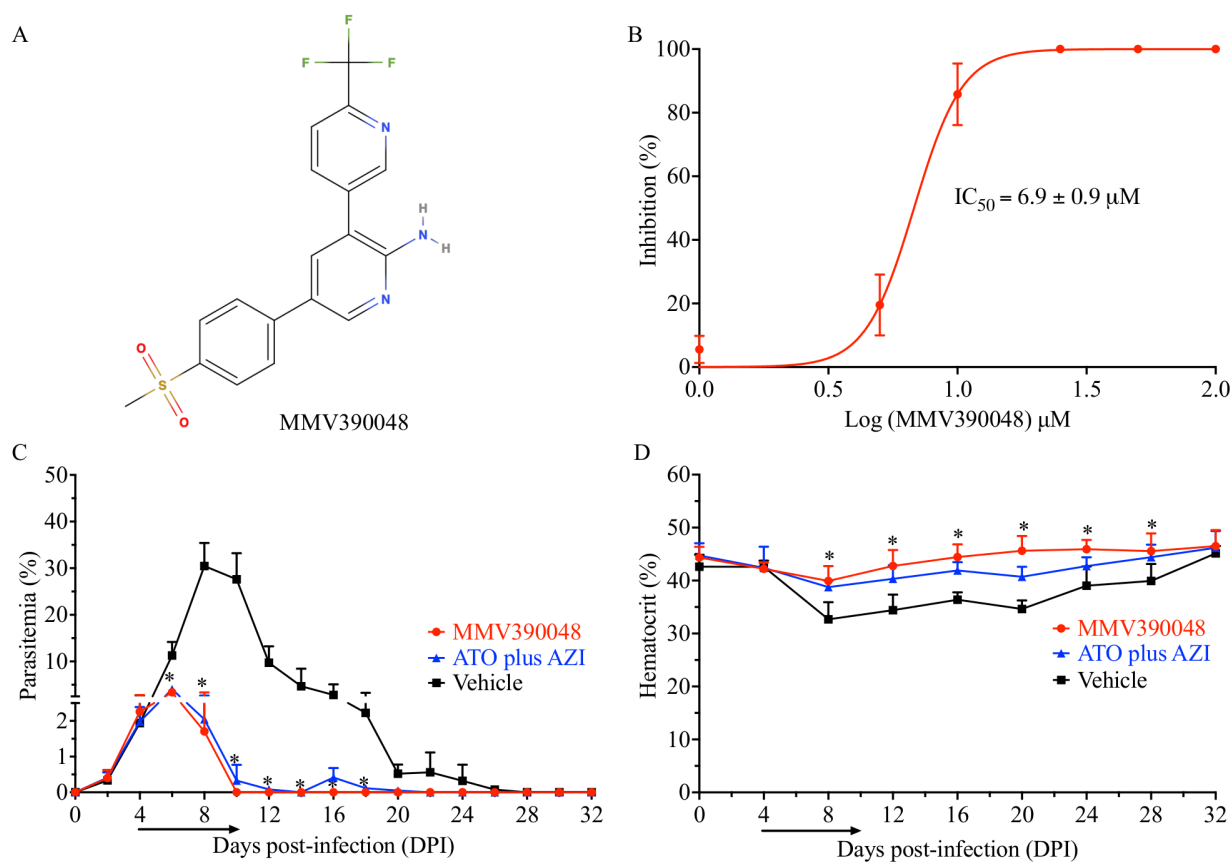 A
F
F
F
N
H
N
H
N
O
S
O
MMV390048
B
Inhibition (%)
100
80
60
40
20
0
IC50 = 6.9 ± 0.9 µM
0.0 0.5 1.0 1.5 2.0
Log (MMV390048) µM
C
Parasitemia (%)
50
40
30
20
10
2
1
0
* * * * * * *
MMV390048
ATO plus AZI
Vehicle
0 4 8 12 16 20 24 28 32
Days post-infection (DPI)
D
Hematocrit (%)
60
50
40
30
20
10
0
* * * * * *
MMV390048
ATO plus AZI
Vehicle
0 4 8 12 16 20 24 28 32
Days post-infection (DPI)